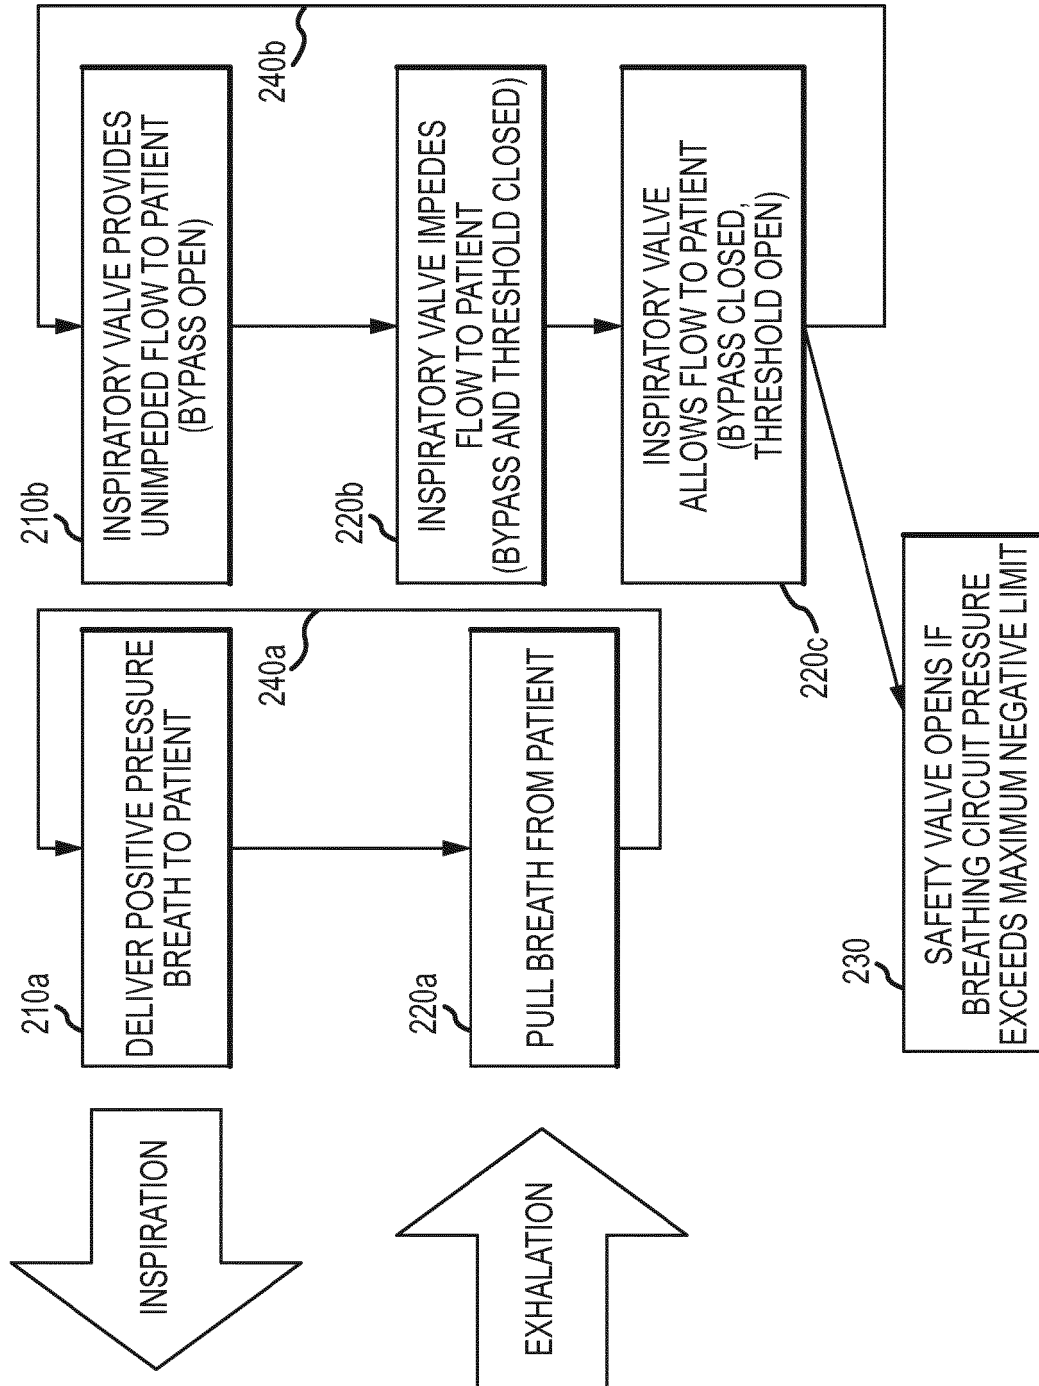 INSPIRATION
210a
DELIVER POSITIVE PRESSURE
BREATH TO PATIENT
240a
210b
INSPIRATORY VALVE PROVIDES
UNIMPEDED FLOW TO PATIENT
(BYPASS OPEN)
240b
EXHALATION
220a
PULL BREATH FROM PATIENT
220b
INSPIRATORY VALVE IMPEDES
FLOW TO PATIENT
(BYPASS AND THRESHOLD CLOSED)
220c
INSPIRATORY VALVE
ALLOWS FLOW TO PATIENT
(BYPASS CLOSED,
THRESHOLD OPEN)
230
SAFETY VALVE OPENS IF
BREATHING CIRCUIT PRESSURE
EXCEEDS MAXIMUM NEGATIVE LIMIT